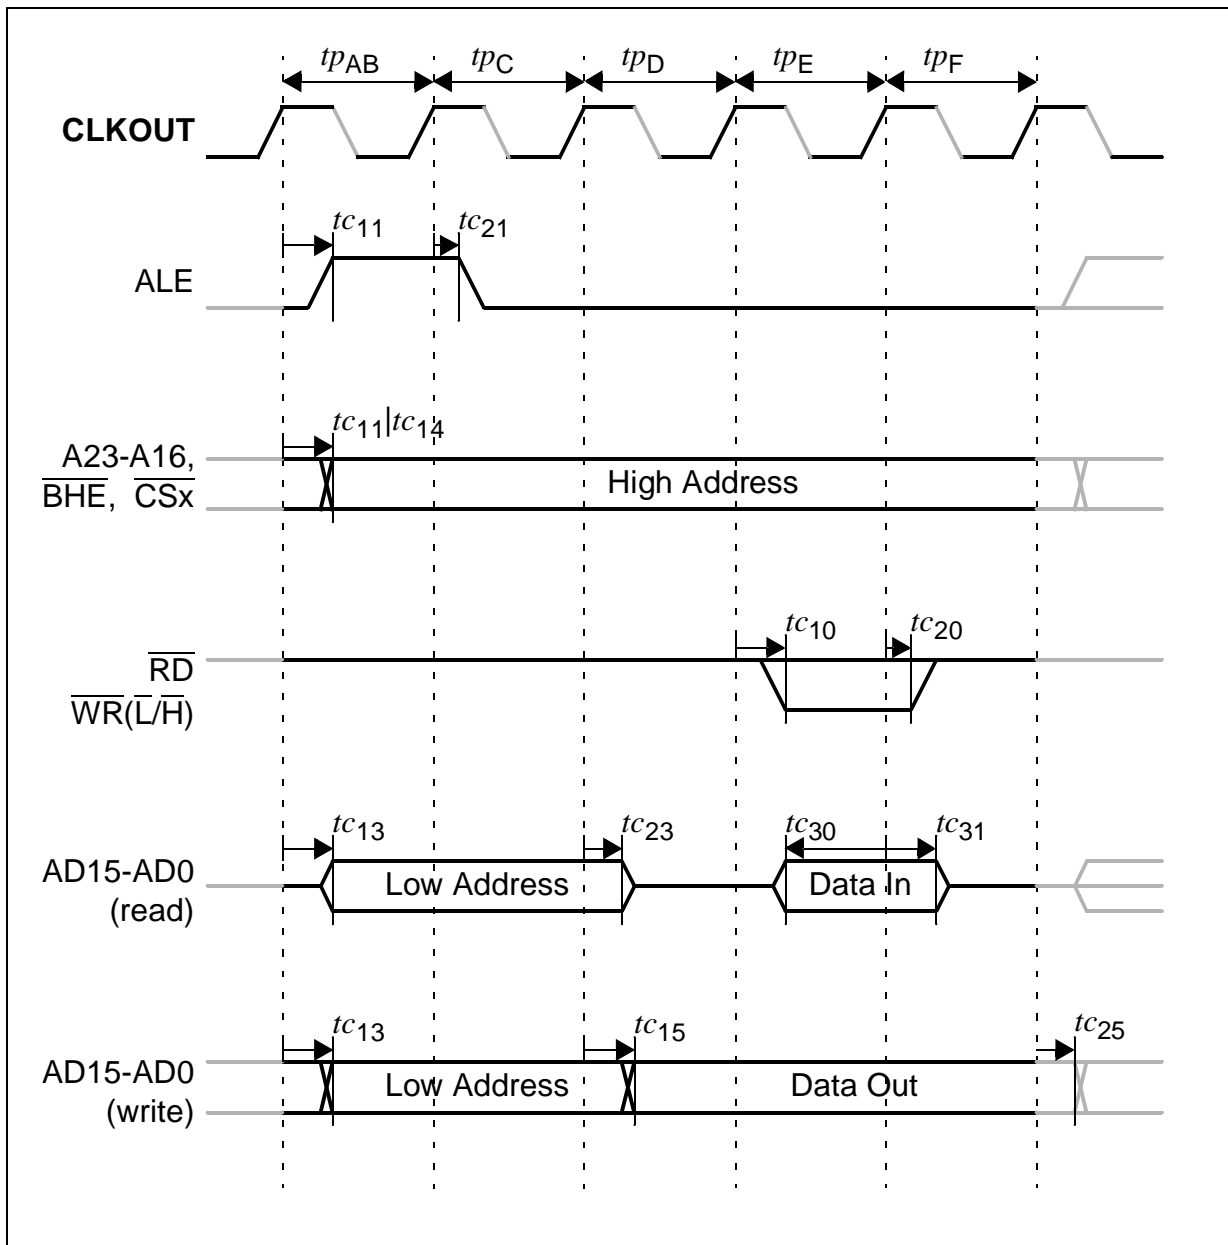 tpAB tpC tpD tpE tpF
CLKOUT
tc11 tc21
ALE
tc11|tc14
A23-A16,
BHE, CSx
High Address
tc10 tc20
RD
WR(L/H)
tc13 tc23 tc30 tc31
AD15-AD0
(read)
Low Address Data In
tc13 tc15 tc25
AD15-AD0
(write)
Low Address Data Out